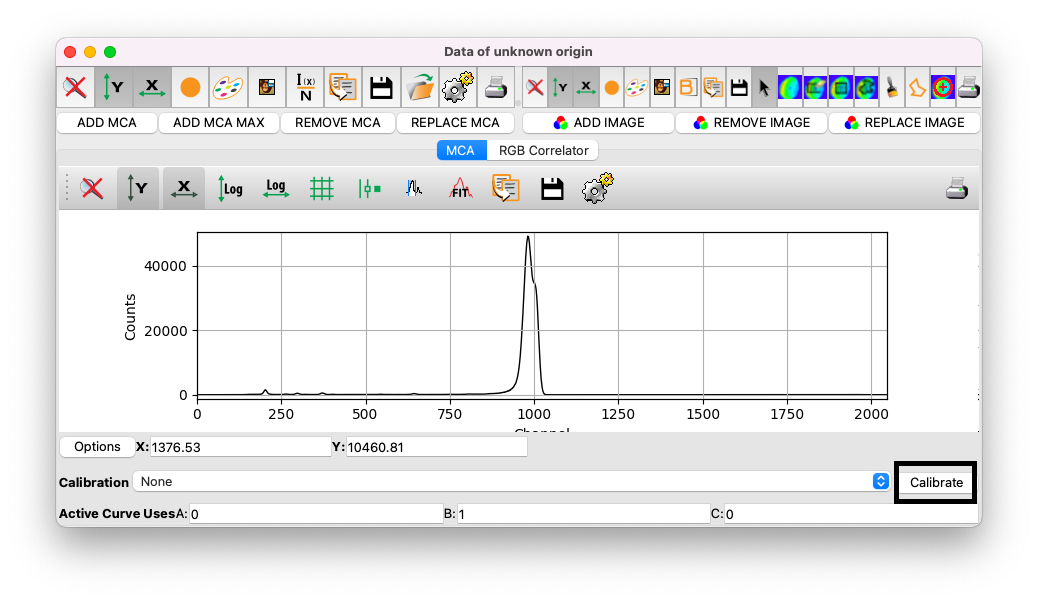 Data of unknown origin
Y X I(x) N Y X
ADD MCA ADD MCA MAX REMOVE MCA REPLACE MCA ADD IMAGE REMOVE IMAGE REPLACE IMAGE
MCA RGB Correlator
Y X Log Log FIT
40000
20000
0
Counts
0 250 500 750 1000 1250 1500 1750 2000
Channel
Options X: 1376.53 Y: 10460.81
Calibration None Calibrate
Active Curve Uses A: 0 B: 1 C: 0